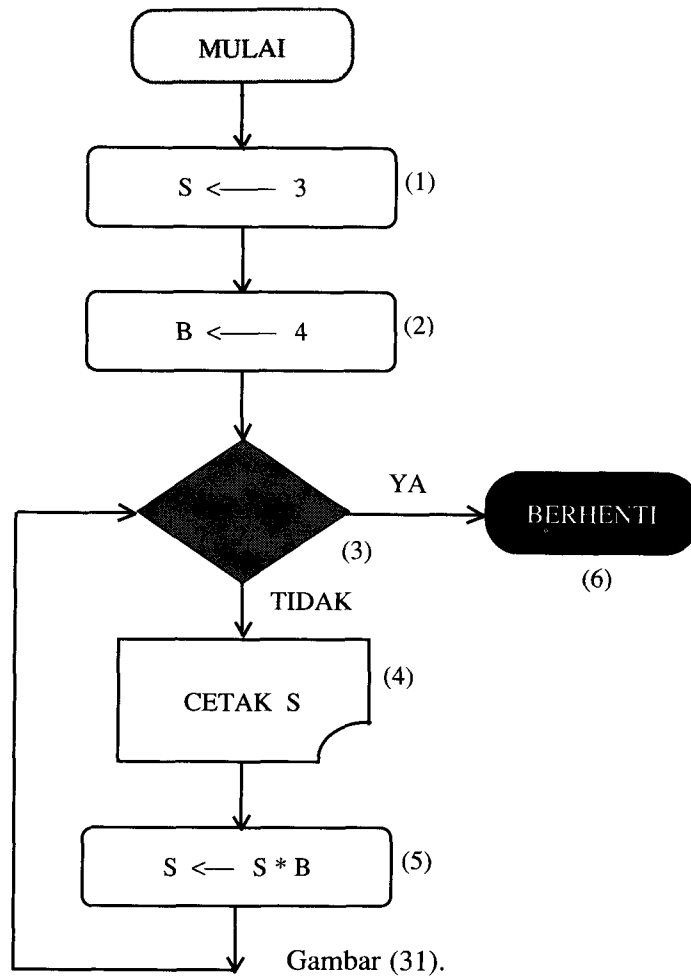 MULAI
S <—— 3
(1)
B <—— 4
(2)
YA
(3)
BERHENTI
(6)
TIDAK
CETAK S
(4)
S <— S * B
(5)
Gambar (31).